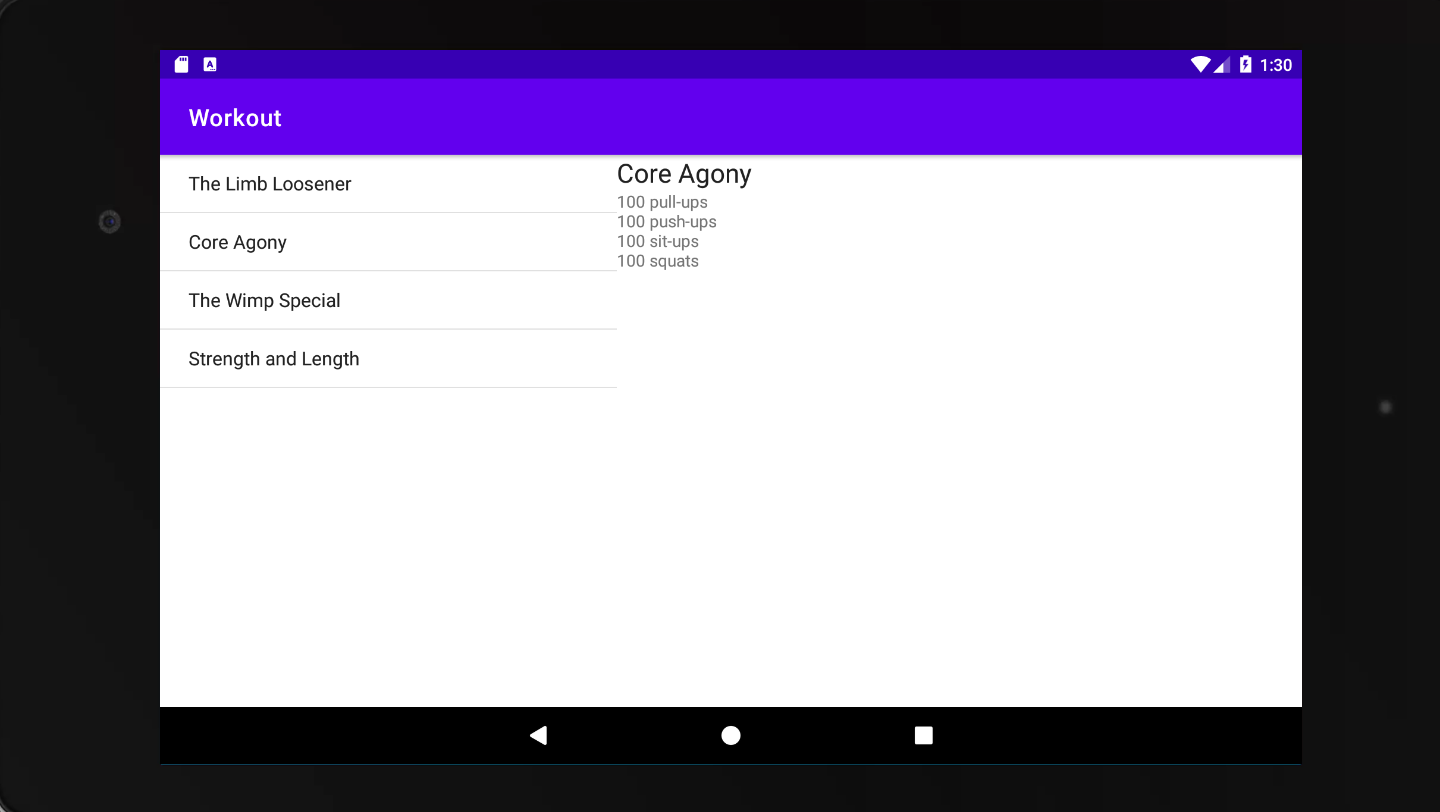 1:30
Workout
The Limb Loosener
Core Agony
The Wimp Special
Strength and Length
Core Agony
100 pull-ups
100 push-ups
100 sit-ups
100 squats